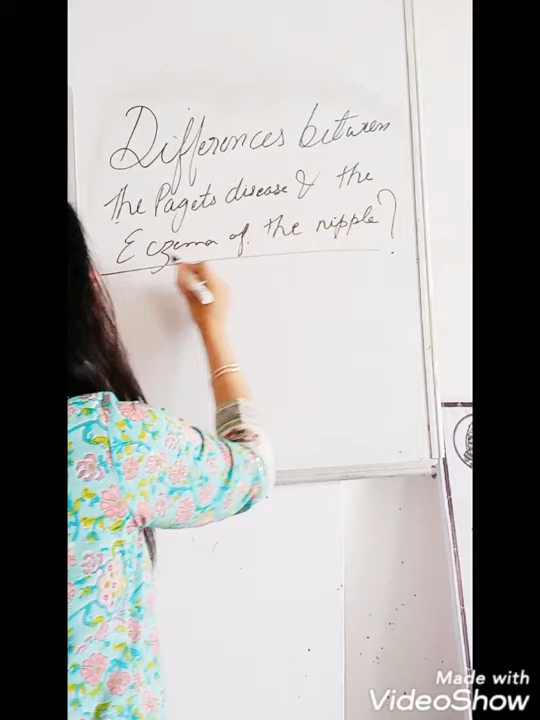 Differences between
the Pagets disease & the
Eczema of. the nipple?
Made with
VideoShow